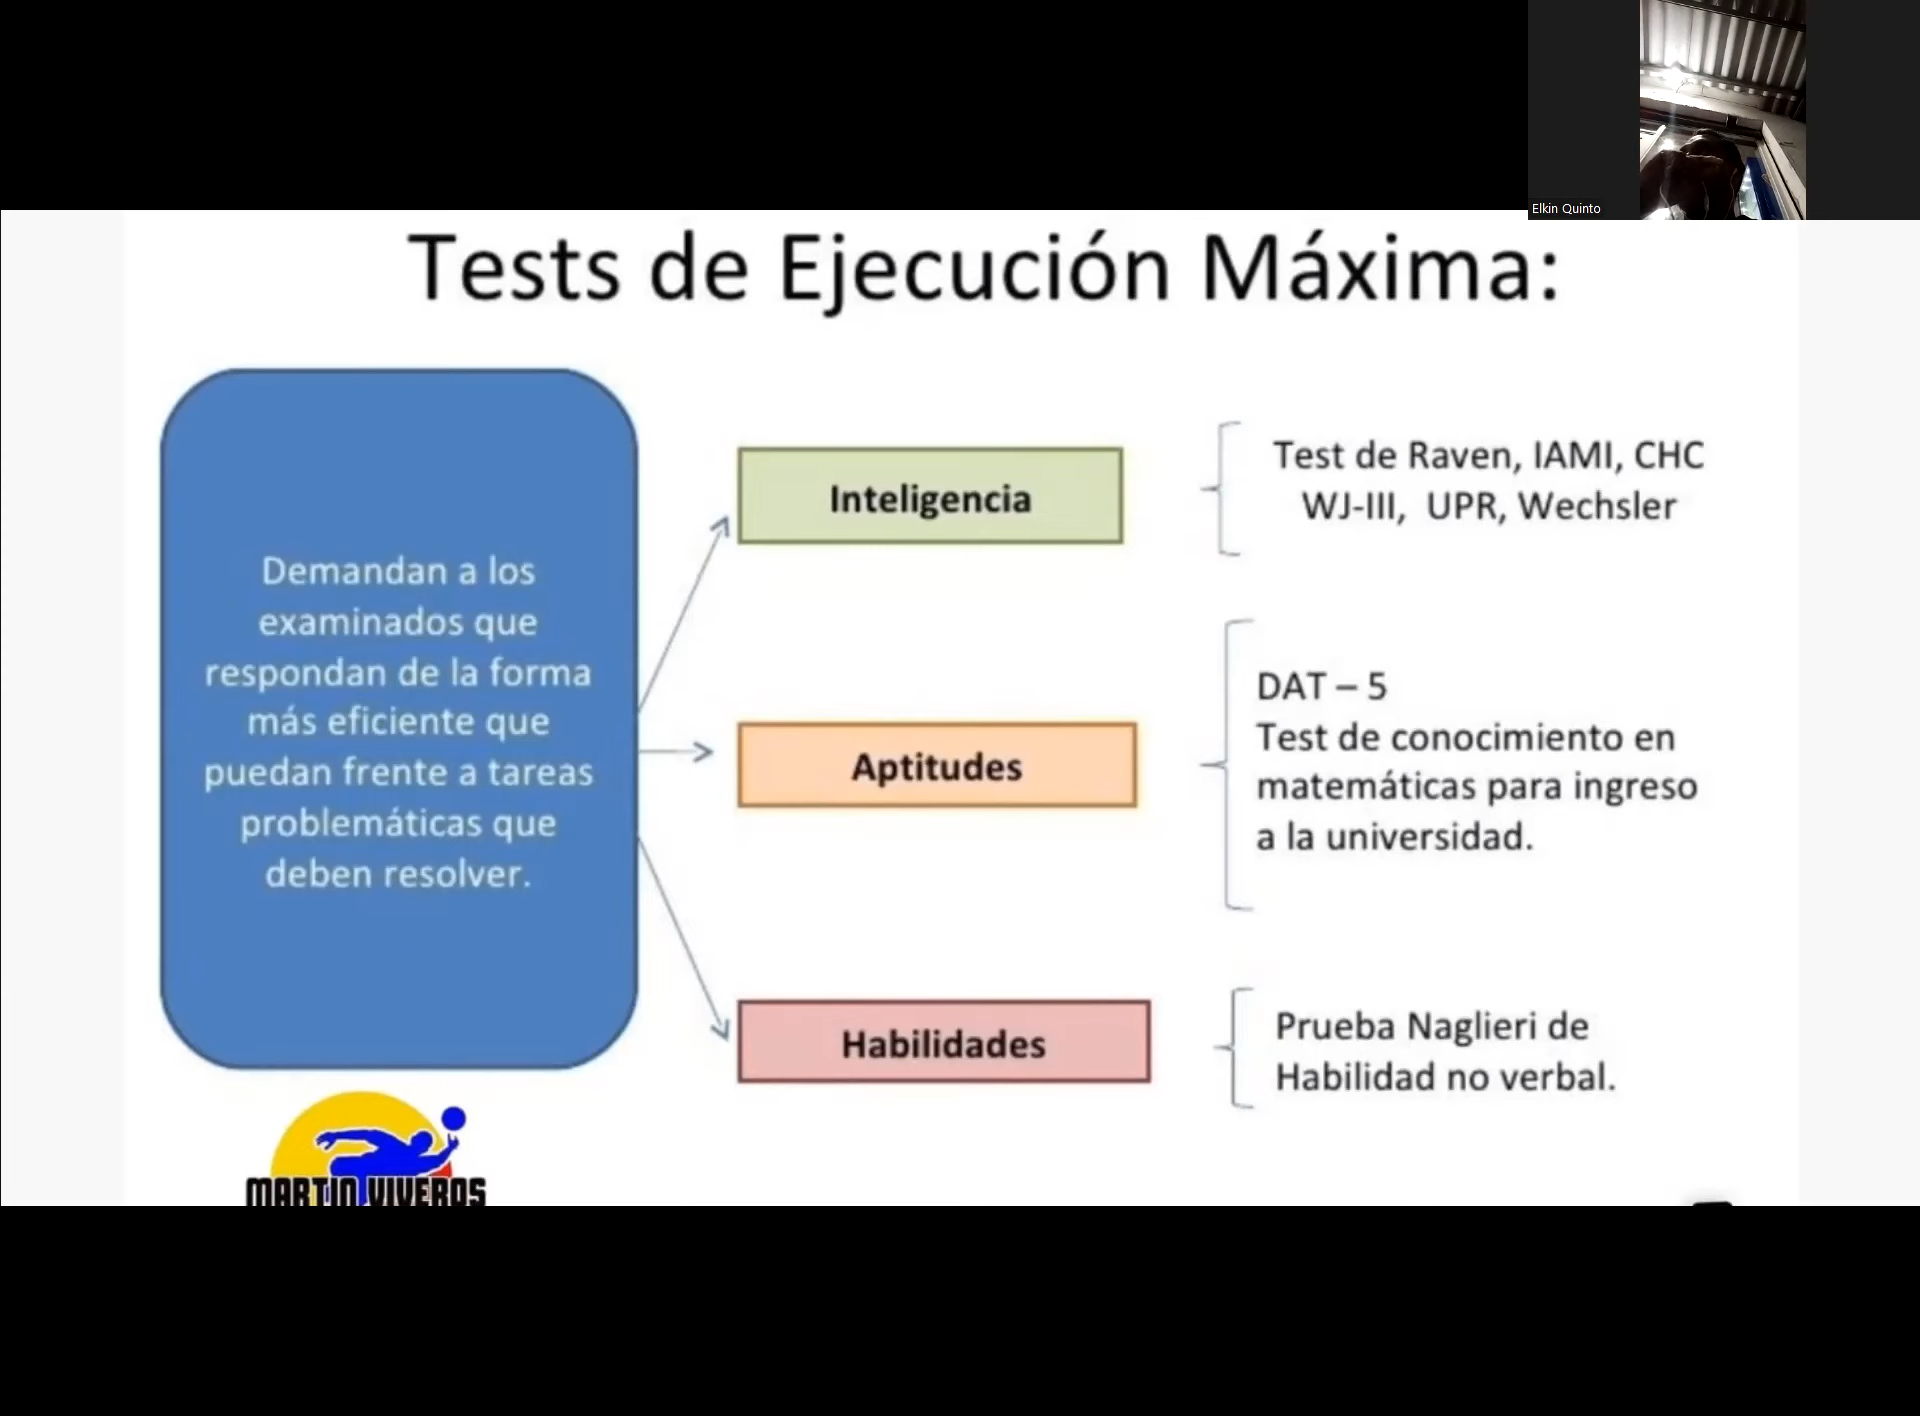 Elkin Quinto
Tests de Ejecución Máxima:
Demandan a los
examinados que
respondan de la forma
más eficiente que
puedan frente a tareas
problemáticas que
deben resolver.
Inteligencia
Test de Raven, IAMI, CHC
WJ-III, UPR, Wechsler
Aptitudes
DAT – 5
Test de conocimiento en
matemáticas para ingreso
a la universidad.
Habilidades
Prueba Naglieri de
Habilidad no verbal.
MARTIN VIVEROS